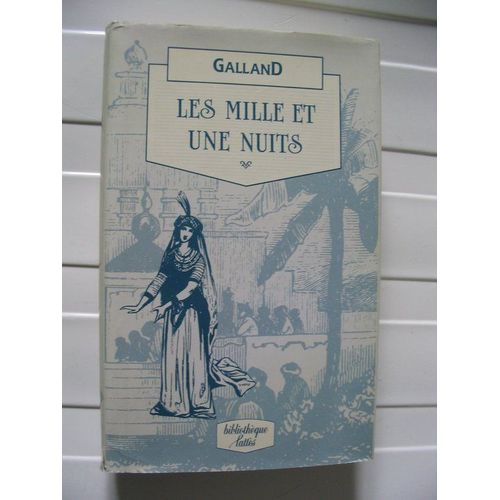 GALLAND
LES MILLE ET
UNE NUITS
bibliothèque
Lattès